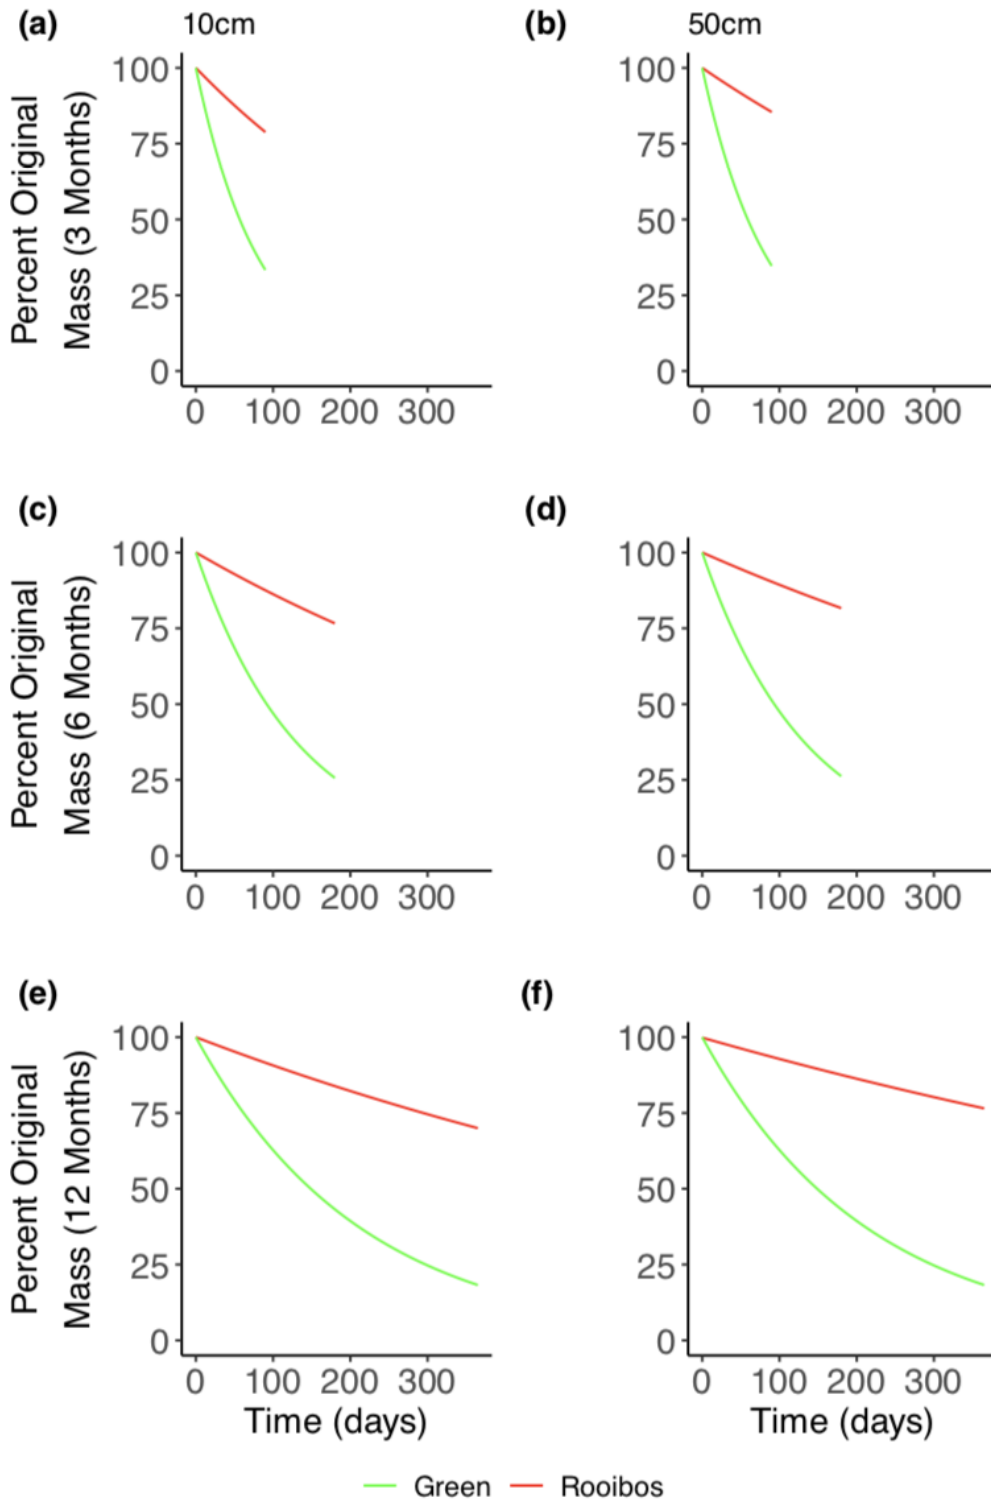 (a) 10cm (b) 50cm
Percent Original
Mass (3 Months)
100
75
50
25
0
0 100 200 300
100
75
50
25
0
0 100 200 300
(c) (d)
Percent Original
Mass (6 Months)
100
75
50
25
0
0 100 200 300
100
75
50
25
0
0 100 200 300
(e) (f)
Percent Original
Mass (12 Months)
100
75
50
25
0
0 100 200 300
Time (days)
100
75
50
25
0
0 100 200 300
Time (days)
Green Rooibos